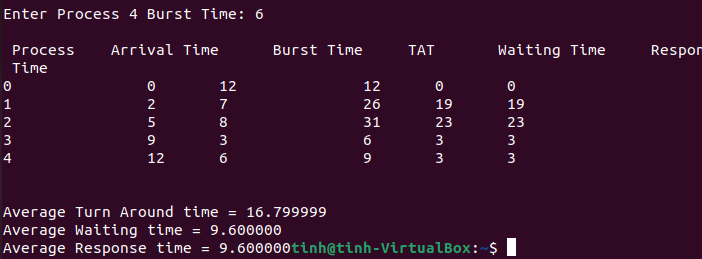 Enter Process 4 Burst Time: 6
Process Arrival Time Burst Time TAT Waiting Time Respon
Time
0 0 12 12 0 0
1 2 7 26 19 19
2 5 8 31 23 23
3 9 3 6 3 3
4 12 6 9 3 3
Average Turn Around time = 16.799999
Average Waiting time = 9.600000
Average Response time = 9.600000tinh@tinh-VirtualBox:~$